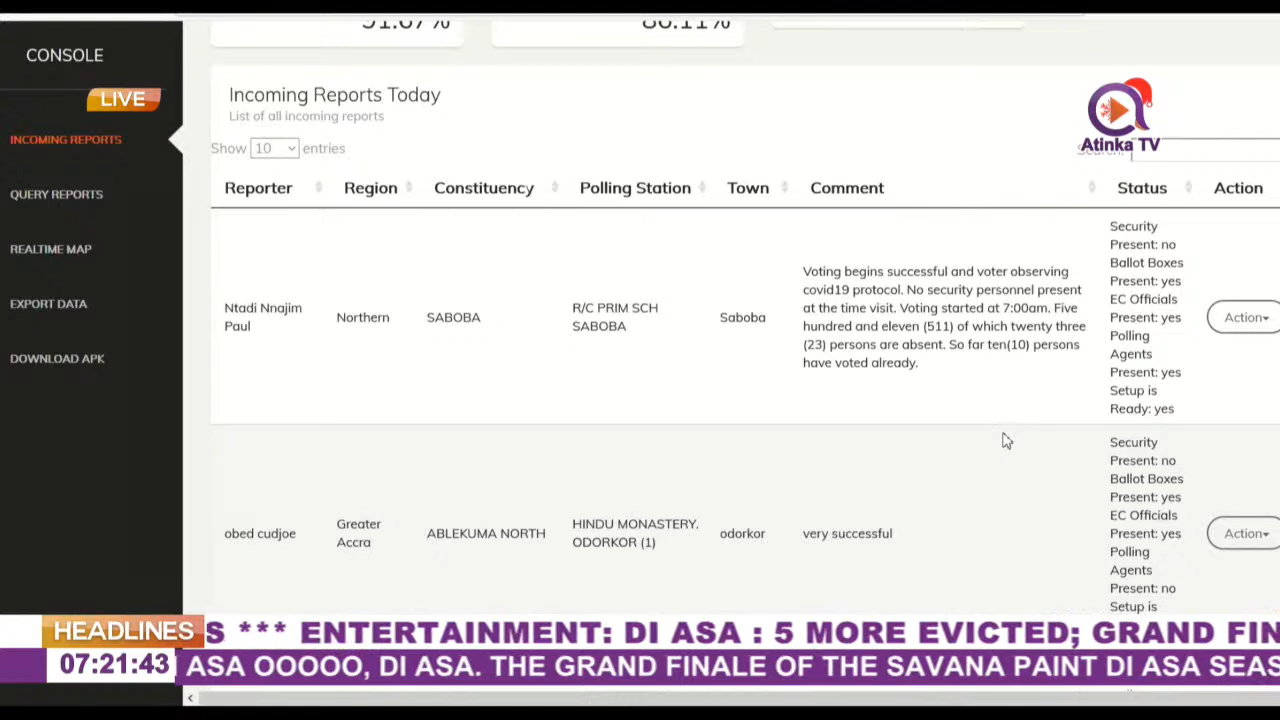 CONSOLE
LIVE
INCOMING REPORTS
QUERY REPORTS
REALTIME MAP
EXPORT DATA
DOWNLOAD APK
91.67%
86.11%
Incoming Reports Today
List of all incoming reports
Show 10 entries
Search:
Atinka TV
Reporter Region Constituency Polling Station Town Comment Status Action
Ntadi Nnajim
Paul
Northern
SABOBA
R/C PRIM SCH
SABOBA
Saboba
Voting begins successful and voter observing
covid19 protocol. No security personnel present
at the time visit. Voting started at 7:00am. Five
hundred and eleven (511) of which twenty three
(23) persons are absent. So far ten(10) persons
have voted already.
Security
Present: no
Ballot Boxes
Present: yes
EC Officials
Present: yes
Polling
Agents
Present: yes
Setup is
Ready: yes
Action
obed cudjoe
Greater
Accra
ABLEKUMA NORTH
HINDU MONASTERY.
ODORKOR (1)
odorkor
very successful
Security
Present: no
Ballot Boxes
Present: yes
EC Officials
Present: yes
Polling
Agents
Present: no
Setup is
Action
HEADLINES
S *** ENTERTAINMENT: DI ASA : 5 MORE EVICTED; GRAND FIN
07:21:43
ASA OOOOO, DI ASA. THE GRAND FINALE OF THE SAVANA PAINT DI ASA SEAS